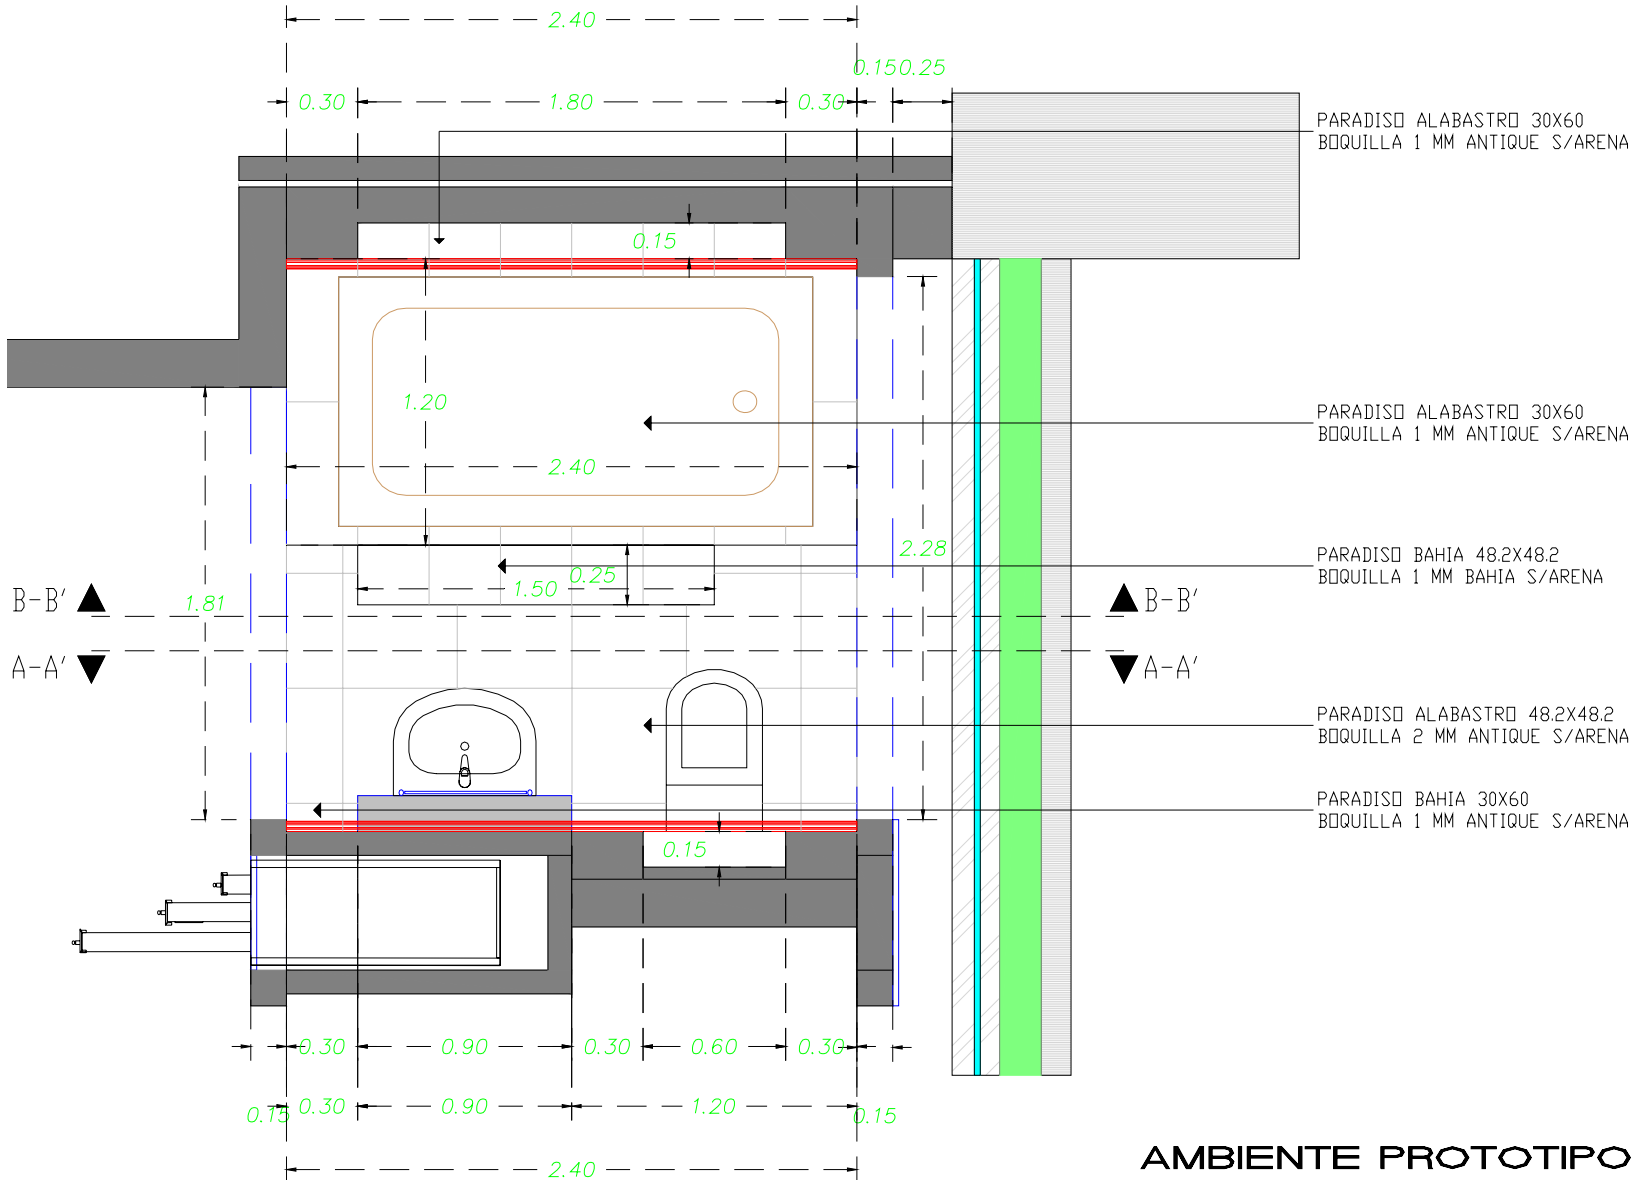 2.40
0.15 0.25
0.30 1.80 0.30
PARADISO ALABASTRO 30X60
BOQUILLA 1 MM ANTIQUE S/ARENA
0.15
1.20
PARADISO ALABASTRO 30X60
BOQUILLA 1 MM ANTIQUE S/ARENA
2.40
2.28
PARADISO BAHIA 48.2X48.2
BOQUILLA 1 MM BAHIA S/ARENA
0.25
1.50
B-B' 1.81 B-B'
A-A' A-A'
PARADISO ALABASTRO 48.2X48.2
BOQUILLA 2 MM ANTIQUE S/ARENA
PARADISO BAHIA 30X60
BOQUILLA 1 MM ANTIQUE S/ARENA
0.15
0.30 0.90 0.30 0.60 0.30
0.15 0.30 0.90 1.20 0.15
2.40
AMBIENTE PROTOTIPO